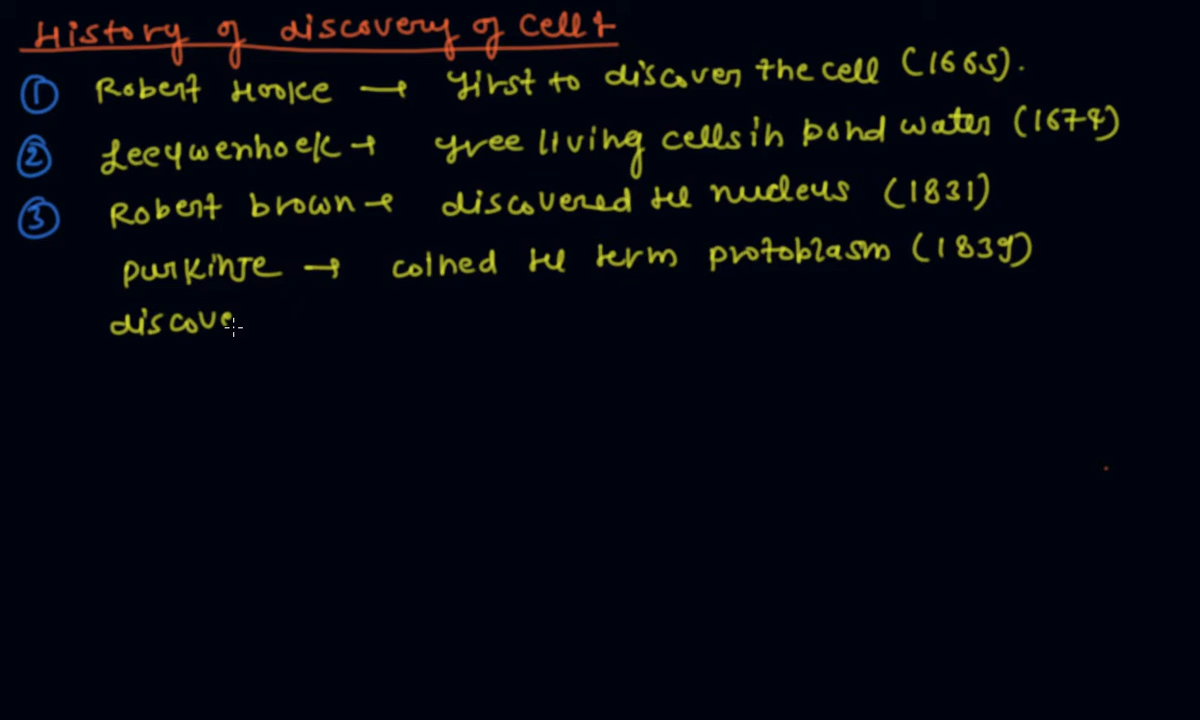 History of discovery of cell
① Robert Hooke → first to discover the cell (1665).
② Leeuwenhoek → free living cells in pond water (1674)
③ Robert brown → discovered the nucleus (1831)
purkinje → coined the term protoplasm (1839)
discove